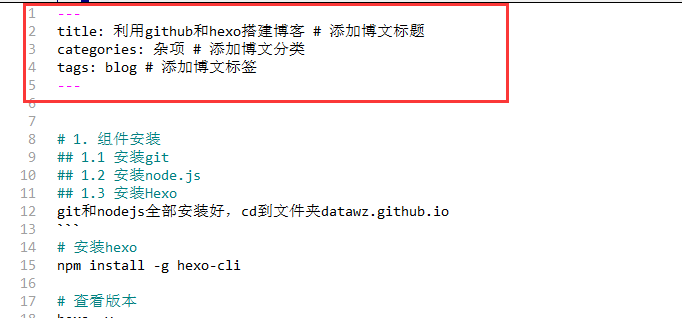 1 ---
2 title: 利用github和hexo搭建博客 # 添加博文标题
3 categories: 杂项 # 添加博文分类
4 tags: blog # 添加博文标签
5 ---
6
7
8 # 1. 组件安装
9 ## 1.1 安装git
10 ## 1.2 安装node.js
11 ## 1.3 安装Hexo
12 git和nodejs全部安装好，cd到文件夹datawz.github.io
13 ```
14 # 安装hexo
15 npm install -g hexo-cli
16
17 # 查看版本
18 hexo -v